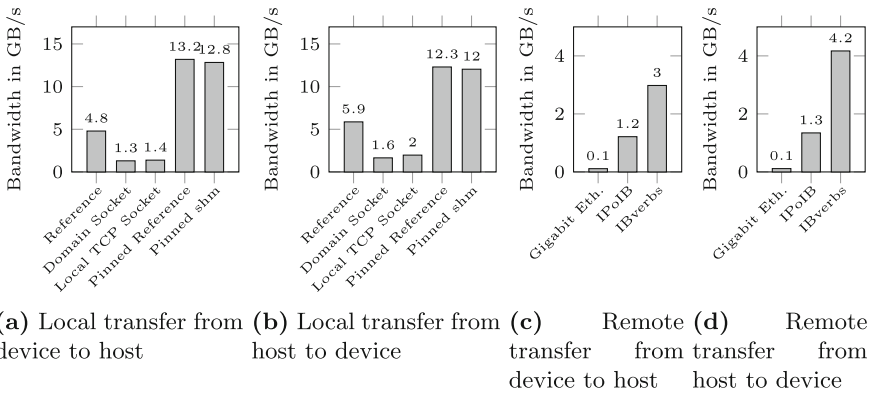 Bandwidth in GB/s
15
10
5
0
4.8
1.3
1.4
13.2
12.8
Reference
Domain Socket
Local TCP Socket
Pinned Reference
Pinned shm
(a) Local transfer from
device to host
Bandwidth in GB/s
15
10
5
0
5.9
1.6
2
12.3
12
Reference
Domain Socket
Local TCP Socket
Pinned Reference
Pinned shm
(b) Local transfer from
host to device
Bandwidth in GB/s
4
2
0
0.1
1.2
3
Gigabit Eth.
IPoIB
IBverbs
(c) Remote
transfer from
device to host
Bandwidth in GB/s
4
2
0
0.1
1.3
4.2
Gigabit Eth.
IPoIB
IBverbs
(d) Remote
transfer from
host to device